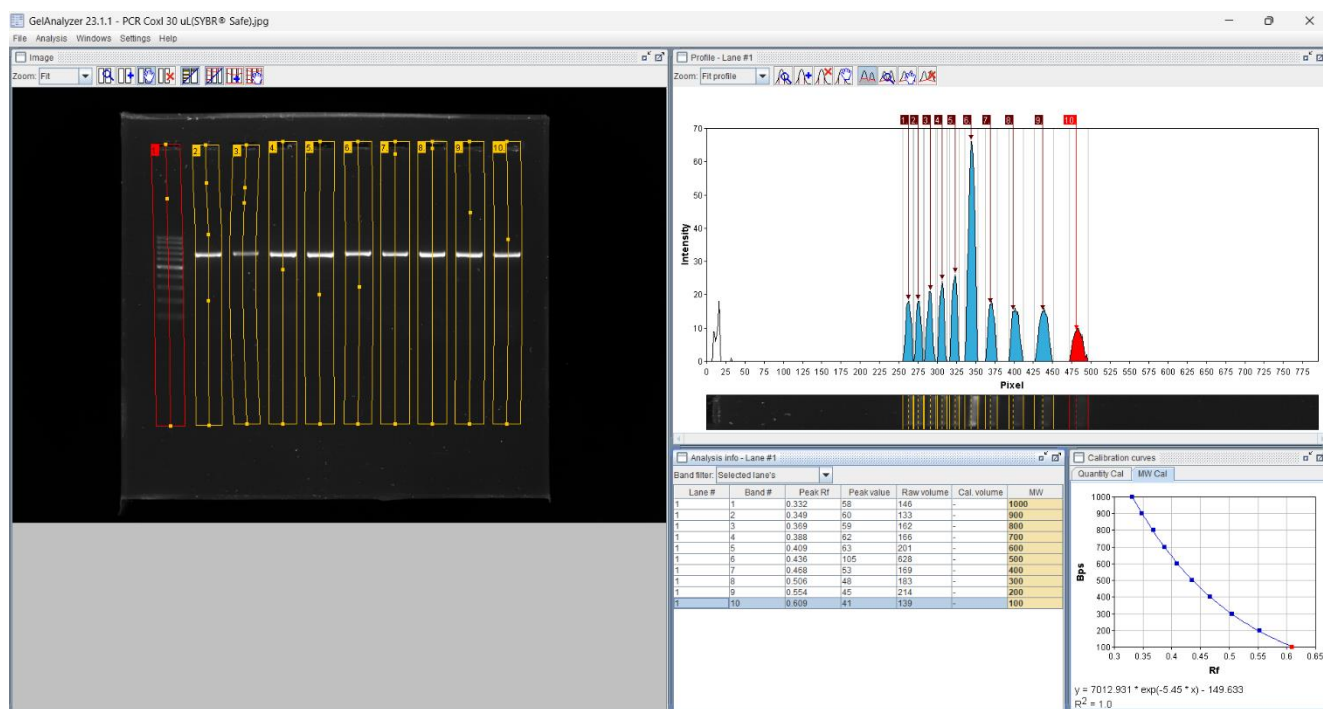 GelAnalyzer 23.1.1 - PCR CoxI 30 uL(SYBR® Safe).jpg
File Analysis Windows Settings Help
Image
Zoom: Fit
1 2 3 4 5 6 7 8 9 10
Profile - Lane #1
Zoom: Fit profile
1 2 3 4 5 6 7 8 9 10
70
60
50
40
30
20
10
0
Intensity
0 25 50 75 100 125 150 175 200 225 250 275 300 325 350 375 400 425 450 475 500 525 550 575 600 625 650 675 700 725 750 775
Pixel
Analysis info - Lane #1
Band filter: Selected lane's
Lane # Band # Peak Rf Peak value Raw volume Cal. volume MW
1 1 0.332 58 146 - 1000
1 2 0.349 60 133 - 900
1 3 0.369 59 162 - 800
1 4 0.388 62 166 - 700
1 5 0.409 63 201 - 600
1 6 0.436 105 628 - 500
1 7 0.468 53 169 - 400
1 8 0.506 48 183 - 300
1 9 0.554 45 214 - 200
1 10 0.609 41 139 - 100
Calibration curves
Quantity Cal MW Cal
1000
900
800
700
600
500
400
300
200
100
Bps
0.3 0.35 0.4 0.45 0.5 0.55 0.6 0.65
Rf
y = 7012.931 * exp(-5.45 * x) - 149.633
R2 = 1.0